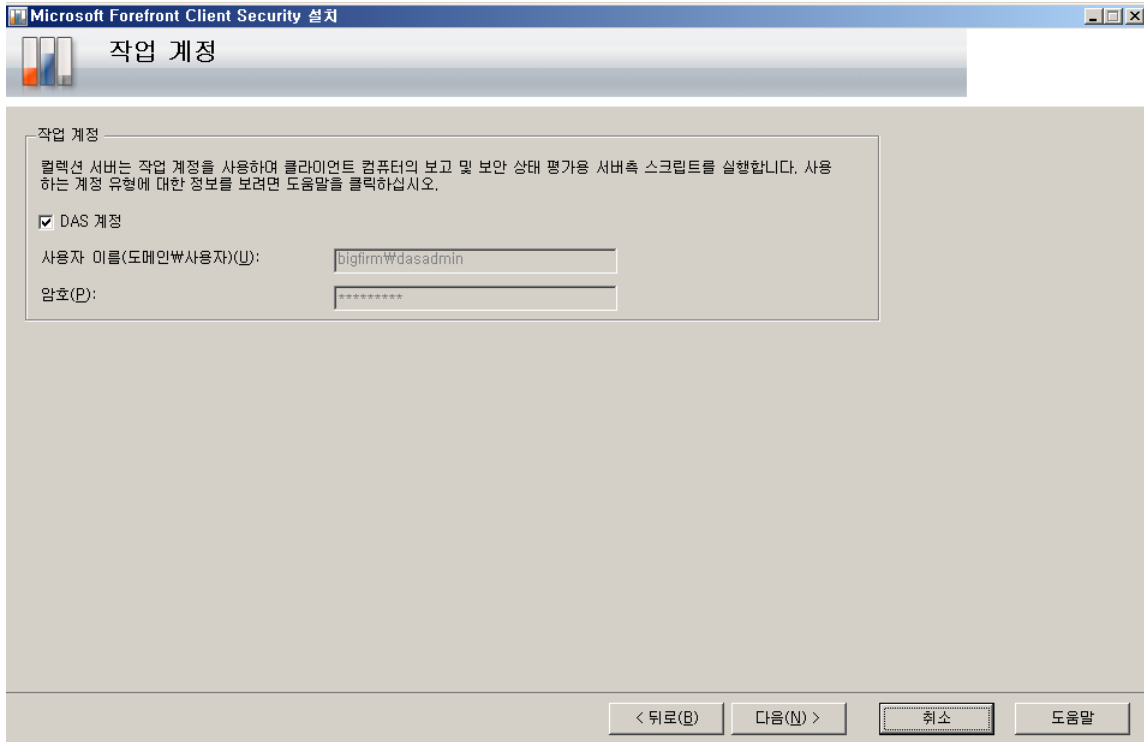 Microsoft Forefront Client Security 설치
작업 계정
작업 계정
컬렉션 서버는 작업 계정을 사용하여 클라이언트 컴퓨터의 보고 및 보안 상태 평가용 서버측 스크립트를 실행합니다. 사용
하는 계정 유형에 대한 정보를 보려면 도움말을 클릭하십시오.
DAS 계정
사용자 이름(도메인₩사용자)(U): bigfirm₩dasadmin
암호(P): *********
< 뒤로(B) 다음(N) > 취소 도움말